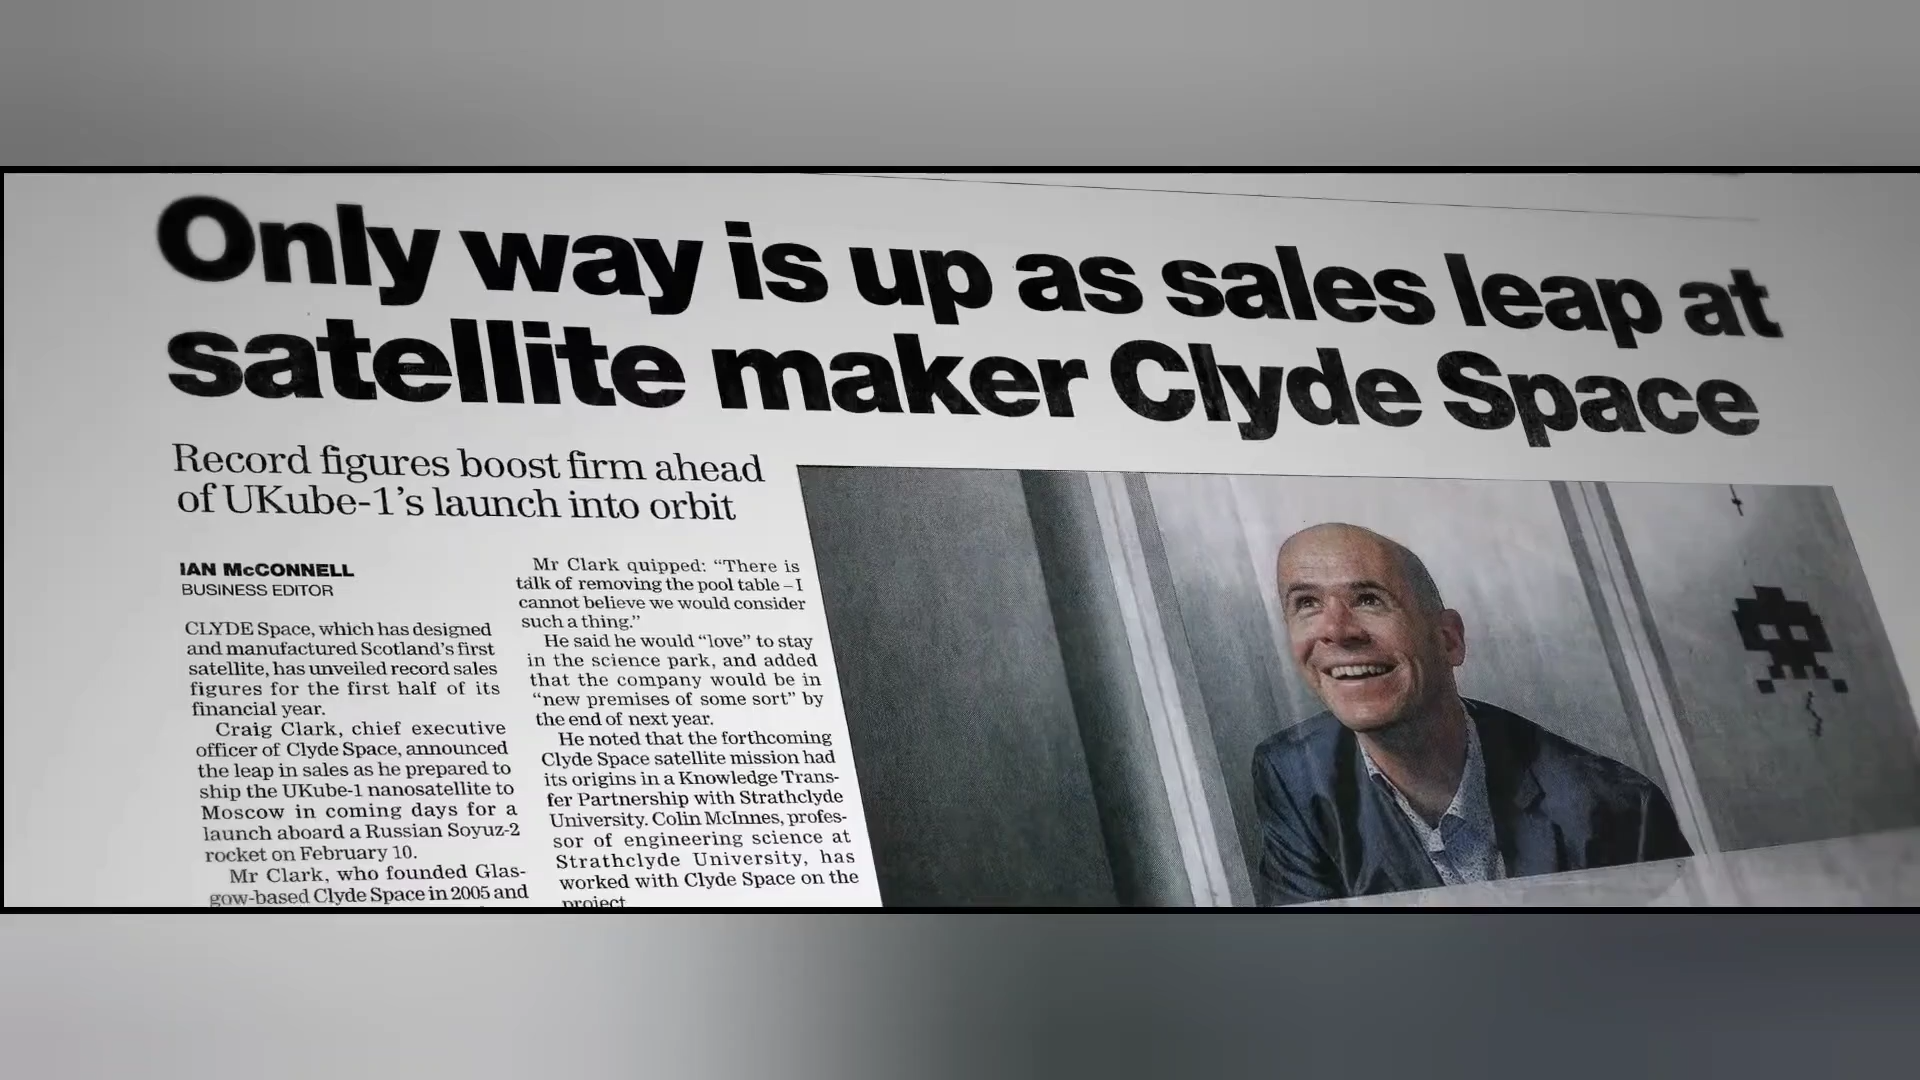 Only way is up as sales leap at
satellite maker Clyde Space
Record figures boost firm ahead
of UKube-1's launch into orbit
IAN McCONNELL
BUSINESS EDITOR
CLYDE Space, which has designed
and manufactured Scotland's first
satellite, has unveiled record sales
figures for the first half of its
financial year.
Craig Clark, chief executive
officer of Clyde Space, announced
the leap in sales as he prepared to
ship the UKube-1 nanosatellite to
Moscow in coming days for a
launch aboard a Russian Soyuz-2
rocket on February 10.
Mr Clark, who founded Glas-
gow-based Clyde Space in 2005 and
Mr Clark quipped: “There is
talk of removing the pool table – I
cannot believe we would consider
such a thing.”
He said he would “love” to stay
in the science park, and added
that the company would be in
“new premises of some sort” by
the end of next year.
He noted that the forthcoming
Clyde Space satellite mission had
its origins in a Knowledge Trans-
fer Partnership with Strathclyde
University. Colin McInnes, profes-
sor of engineering science at
Strathclyde University, has
worked with Clyde Space on the
project